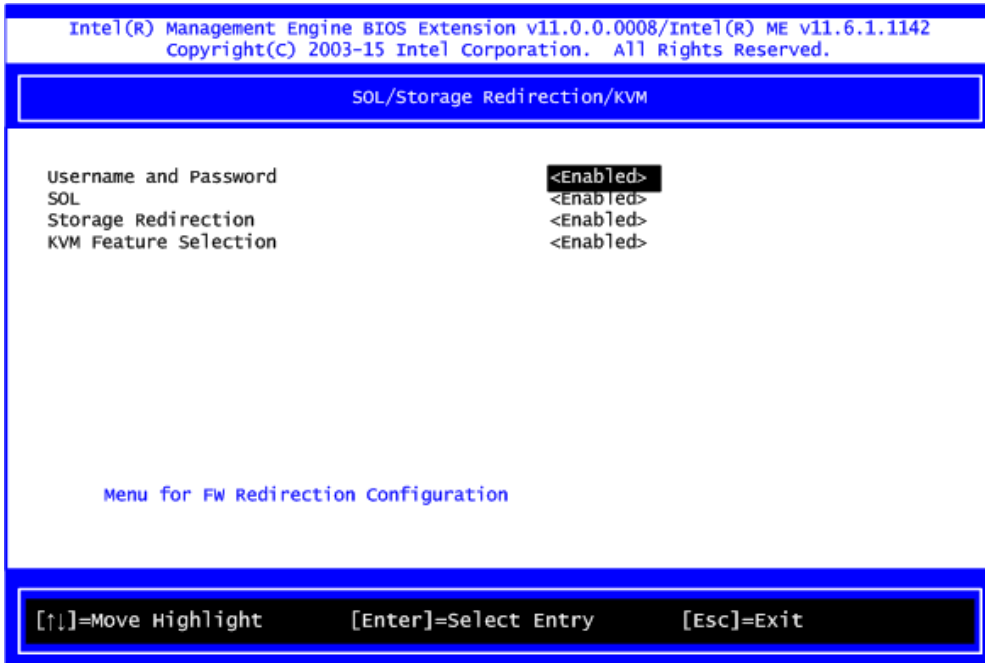 Intel(R) Management Engine BIOS Extension v11.0.0.0008/Intel(R) ME v11.6.1.1142
Copyright(C) 2003-15 Intel Corporation. All Rights Reserved.
SOL/Storage Redirection/KVM
Username and Password <Enabled>
SOL <Enabled>
Storage Redirection <Enabled>
KVM Feature Selection <Enabled>
Menu for FW Redirection Configuration
[↑↓]=Move Highlight [Enter]=Select Entry [Esc]=Exit